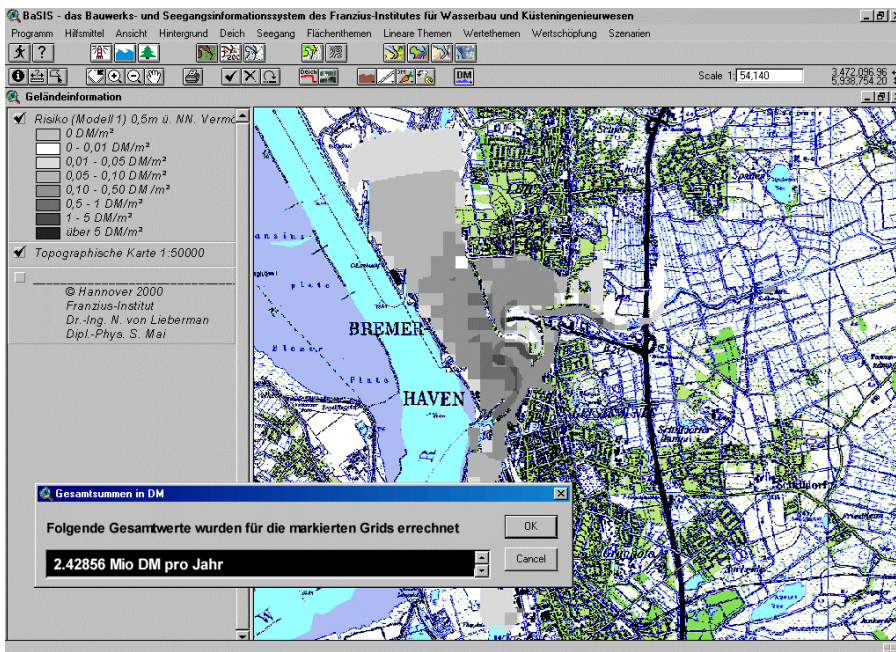 BaSIS - das Bauwerks- und Seegangsinformationssystem des Franzius-Institutes für Wasserbau und Küsteningenieurwesen
Programm Hilfsmittel Ansicht Hintergrund Deich Seegang Flächenthemen Lineare Themen Wertethemen Wertschöpfung Szenarien
Deich DM
Scale 1: 54,140
3.472.096.96
5,938,754.20
Geländeinformation
Risiko (Modell 1) 0,5m ü. NN. Vermö
0 DM/m²
0 - 0,01 DM/m²
0,01 - 0,05 DM/m²
0,05 - 0,10 DM/m²
0,10 - 0,50 DM/m²
0,5 - 1 DM/m²
1 - 5 DM/m²
über 5 DM/m²
Topographische Karte 1:50000
© Hannover 2000
Franzius-Institut
Dr.-Ing. N. von Lieberman
Dipl.-Phys. S. Mai
BREMER
HAVEN
Gesamtsummen in DM
Folgende Gesamtwerte wurden für die markierten Grids errechnet
OK
2.42856 Mio DM pro Jahr
Cancel